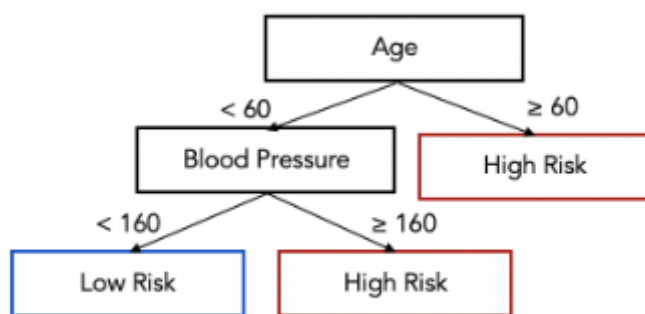 Age
< 60
≥ 60
Blood Pressure
High Risk
< 160
≥ 160
Low Risk
High Risk